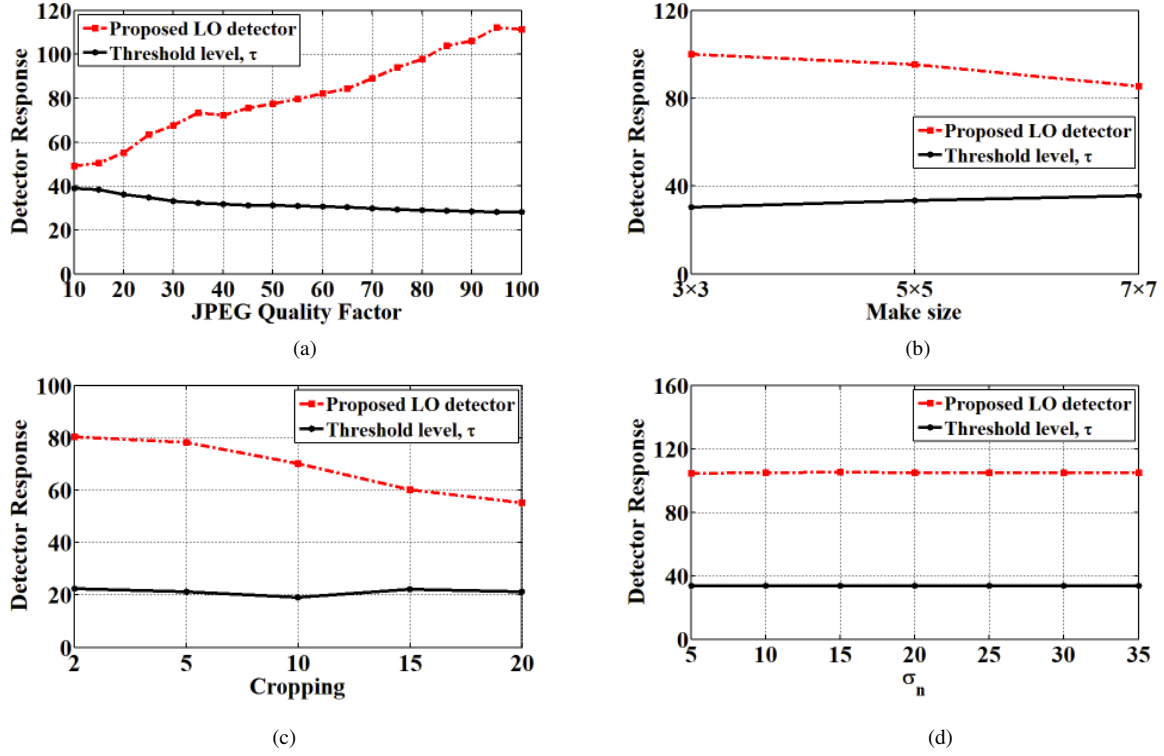 120
100
80
60
40
20
0
Detector Response
Proposed LO detector
Threshold level, τ
10 20 30 40 50 60 70 80 90 100
JPEG Quality Factor
(a)
120
80
40
0
Detector Response
Proposed LO detector
Threshold level, τ
3×3 5×5 7×7
Make size
(b)
100
80
60
40
20
0
Detector Response
Proposed LO detector
Threshold level, τ
2 5 10 15 20
Cropping
(c)
160
120
80
40
0
Detector Response
Proposed LO detector
Threshold level, τ
5 10 15 20 25 30 35
σn
(d)